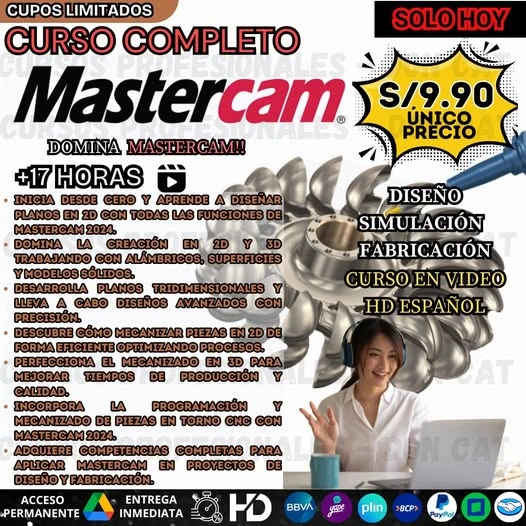 CUPOS LIMITADOS
SOLO HOY
CURSO COMPLETO
Mastercam®
S/9.90
ÚNICO
PRECIO
DOMINA MASTERCAM!!
+17 HORAS
• INICIA DESDE CERO Y APRENDE A DISEÑAR
PLANOS EN 2D CON TODAS LAS FUNCIONES DE
MASTERCAM 2024.
• DOMINA LA CREACIÓN EN 2D Y 3D
TRABAJANDO CON ALÁMBRICOS, SUPERFICIES
Y MODELOS SÓLIDOS.
• DESARROLLA PLANOS TRIDIMENSIONALES Y
LLEVA A CABO DISEÑOS AVANZADOS CON
PRECISIÓN.
• DESCUBRE CÓMO MECANIZAR PIEZAS EN 2D DE
FORMA EFICIENTE OPTIMIZANDO PROCESOS.
• PERFECCIONA EL MECANIZADO EN 3D PARA
MEJORAR TIEMPOS DE PRODUCCIÓN Y
CALIDAD.
• INCORPORA LA PROGRAMACIÓN Y
MECANIZADO DE PIEZAS EN TORNO CNC CON
MASTERCAM 2024.
• ADQUIERE COMPETENCIAS COMPLETAS PARA
APLICAR MASTERCAM EN PROYECTOS DE
DISEÑO Y FABRICACIÓN.
DISEÑO
SIMULACIÓN
FABRICACIÓN
CURSO EN VIDEO
HD ESPAÑOL
ACCESO
PERMANENTE
ENTREGA
INMEDIATA
HD
BBVA
yape
plin
BCP
PayPal